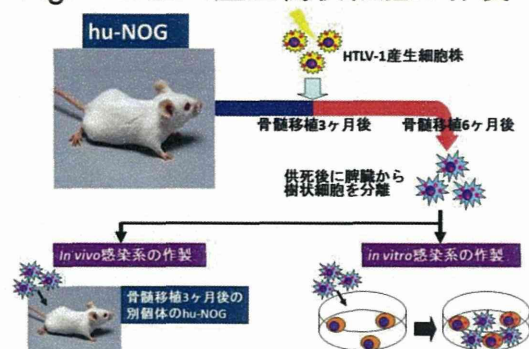 hu-NOG
HTLV-1産生細胞株
骨髄移植3ヶ月後
骨髄移植6ヶ月後
供死後に脾臓から
樹状細胞を分離
In vivo感染系の作製
in vitro感染系の作製
骨髄移植3ヶ月後の
別個体のhu-NOG